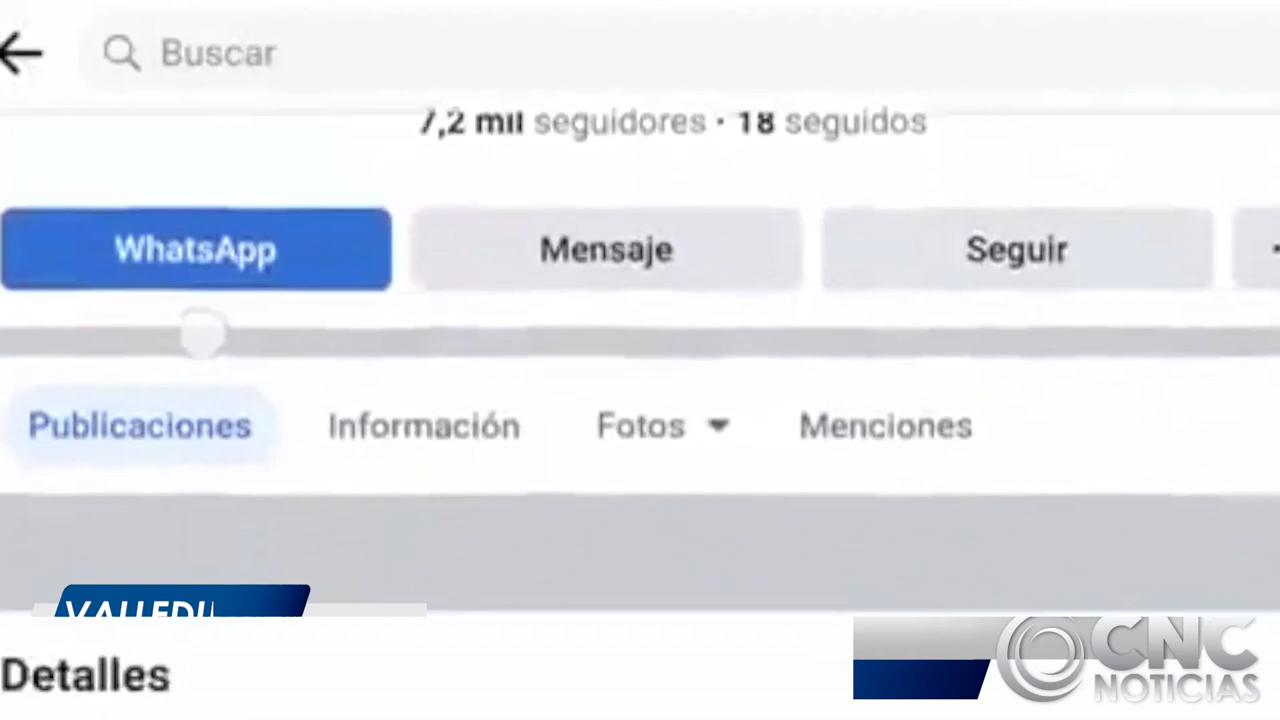 Buscar
7,2 mil seguidores · 18 seguidos
WhatsApp
Mensaje
Seguir
Publicaciones
Información
Fotos
Menciones
Detalles
CNC
NOTICIAS